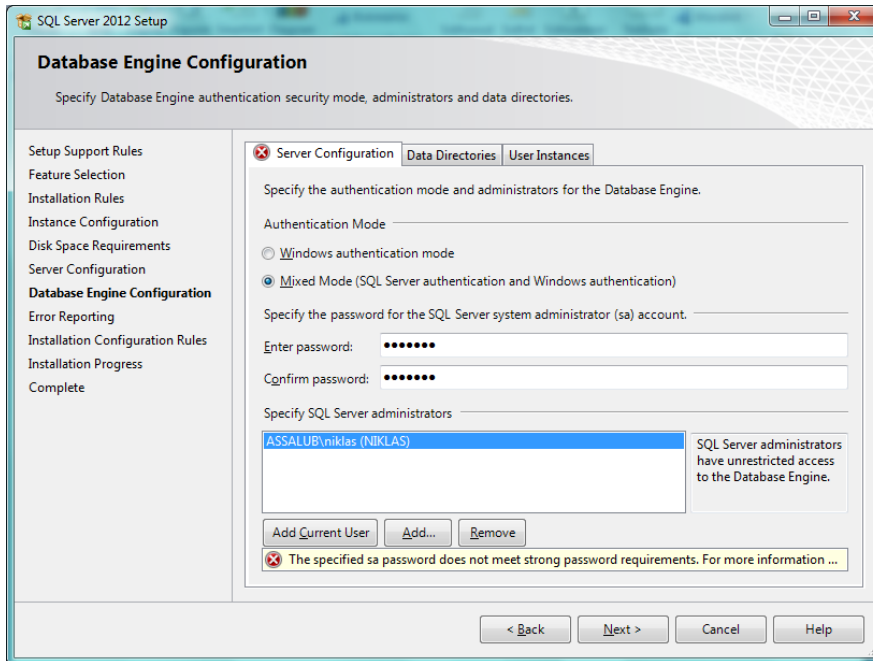 SQL Server 2012 Setup
Database Engine Configuration
Specify Database Engine authentication security mode, administrators and data directories.
Setup Support Rules
Feature Selection
Installation Rules
Instance Configuration
Disk Space Requirements
Server Configuration
Database Engine Configuration
Error Reporting
Installation Configuration Rules
Installation Progress
Complete
Server Configuration Data Directories User Instances
Specify the authentication mode and administrators for the Database Engine.
Authentication Mode
Windows authentication mode
Mixed Mode (SQL Server authentication and Windows authentication)
Specify the password for the SQL Server system administrator (sa) account.
Enter password: ●●●●●●●
Confirm password: ●●●●●●●
Specify SQL Server administrators
ASSALUB\niklas (NIKLAS)
SQL Server administrators
have unrestricted access
to the Database Engine.
Add Current User Add... Remove
The specified sa password does not meet strong password requirements. For more information ...
< Back Next > Cancel Help